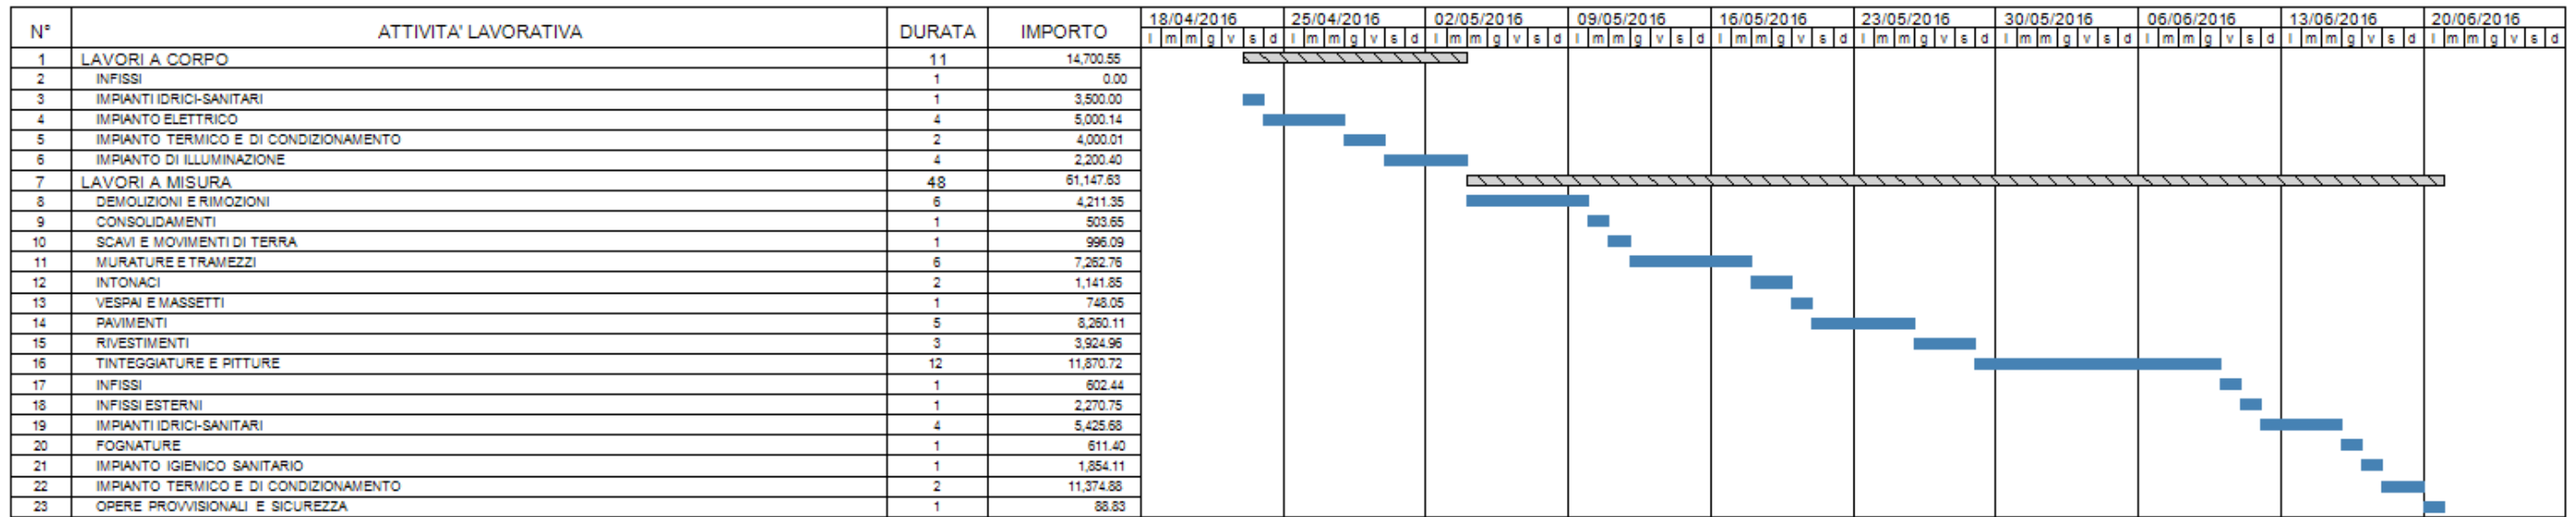 N° ATTIVITA' LAVORATIVA DURATA IMPORTO 18/04/2016 25/04/2016 02/05/2016 09/05/2016 16/05/2016 23/05/2016 30/05/2016 06/06/2016 13/06/2016 20/06/2016
l m m g v s d l m m g v s d l m m g v s d l m m g v s d l m m g v s d l m m g v s d l m m g v s d l m m g v s d l m m g v s d l m m g v s d
1 LAVORI A CORPO 11 14,700.55
2 INFISSI 1 0.00
3 IMPIANTI IDRICI-SANITARI 1 3,500.00
4 IMPIANTO ELETTRICO 4 5,000.14
5 IMPIANTO TERMICO E DI CONDIZIONAMENTO 2 4,000.01
6 IMPIANTO DI ILLUMINAZIONE 4 2,200.40
7 LAVORI A MISURA 48 61,147.63
8 DEMOLIZIONI E RIMOZIONI 6 4,211.35
9 CONSOLIDAMENTI 1 503.65
10 SCAVI E MOVIMENTI DI TERRA 1 996.09
11 MURATURE E TRAMEZZI 6 7,262.76
12 INTONACI 2 1,141.85
13 VESPAI E MASSETTI 1 748.05
14 PAVIMENTI 5 8,260.11
15 RIVESTIMENTI 3 3,924.96
16 TINTEGGIATURE E PITTURE 12 11,870.72
17 INFISSI 1 602.44
18 INFISSI ESTERNI 1 2,270.75
19 IMPIANTI IDRICI-SANITARI 4 5,425.68
20 FOGNATURE 1 611.40
21 IMPIANTO IGIENICO SANITARIO 1 1,854.11
22 IMPIANTO TERMICO E DI CONDIZIONAMENTO 2 11,374.88
23 OPERE PROVVISIONALI E SICUREZZA 1 88.83